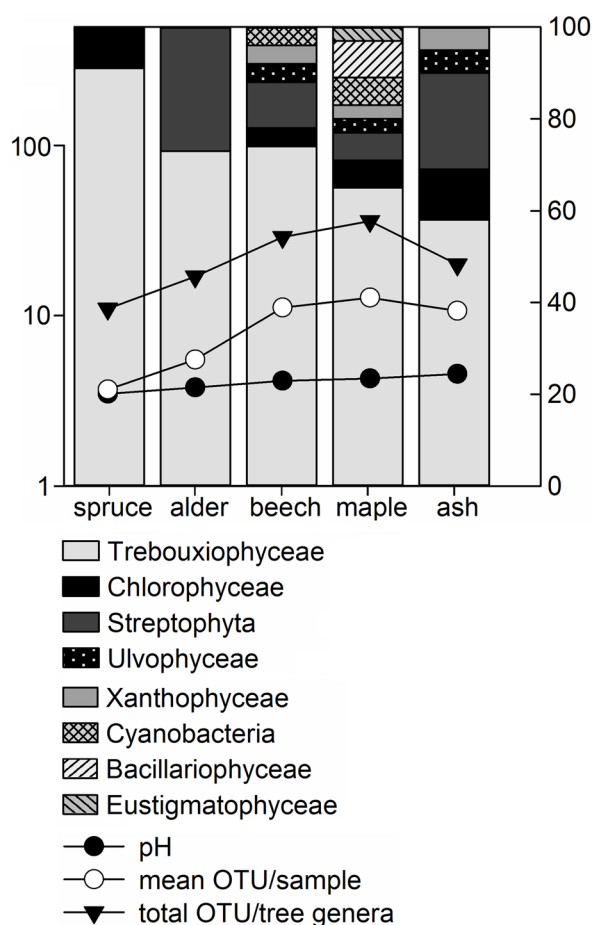 100
100
80
60
10
40
20
1
0
spruce alder beech maple ash
Trebouxiophyceae
Chlorophyceae
Streptophyta
Ulvophyceae
Xanthophyceae
Cyanobacteria
Bacillariophyceae
Eustigmatophyceae
pH
mean OTU/sample
total OTU/tree genera